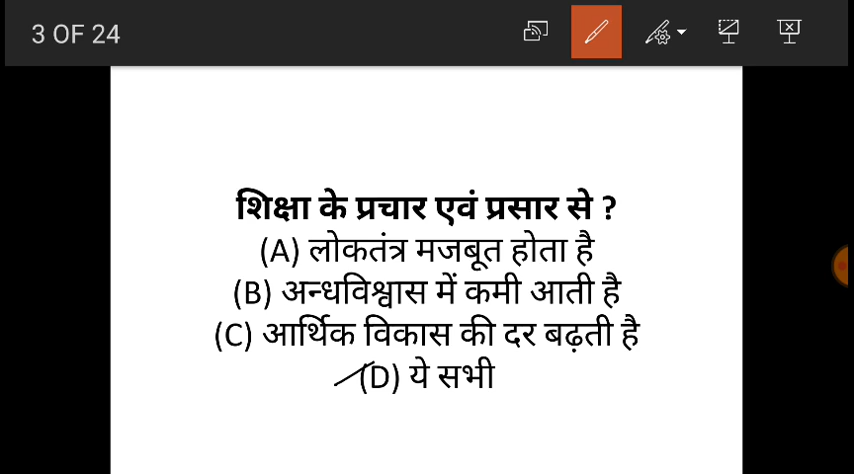 3 OF 24
शिक्षा के प्रचार एवं प्रसार से ?
(A) लोकतंत्र मजबूत होता है
(B) अन्धविश्वास में कमी आती है
(C) आर्थिक विकास की दर बढ़ती है
(D) ये सभी